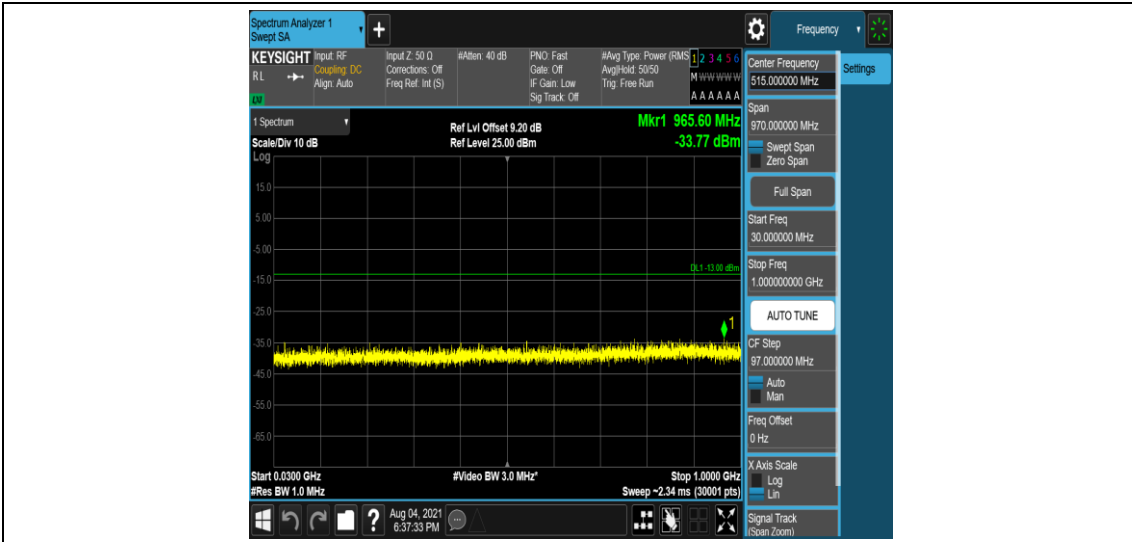 Spectrum Analyzer 1
Swept SA
+
Frequency
KEYSIGHT
RL
LXI
Input: RF
Coupling: DC
Align: Auto
Input Z: 50 Ω
Corrections: Off
Freq Ref: Int (S)
#Atten: 40 dB
PNO: Fast
Gate: Off
IF Gain: Low
Sig Track: Off
#Avg Type: Power (RMS
Avg|Hold: 50/50
Trig: Free Run
1 2 3 4 5 6
M W W W W W
A A A A A A
1 Spectrum
Scale/Div 10 dB
Log
Ref Lvl Offset 9.20 dB
Ref Level 25.00 dBm
Mkr1 965.60 MHz
-33.77 dBm
15.0
5.00
-5.00
DL1 -13.00 dBm
-15.0
-25.0
1
-35.0
-45.0
-55.0
-65.0
Start 0.0300 GHz
#Res BW 1.0 MHz
#Video BW 3.0 MHz*
Stop 1.0000 GHz
Sweep ~2.34 ms (30001 pts)
Center Frequency
515.000000 MHz
Settings
Span
970.000000 MHz
Swept Span
Zero Span
Full Span
Start Freq
30.000000 MHz
Stop Freq
1.000000000 GHz
AUTO TUNE
CF Step
97.000000 MHz
Auto
Man
Freq Offset
0 Hz
X Axis Scale
Log
Lin
Signal Track
(Span Zoom)
?
Aug 04, 2021
6:37:33 PM